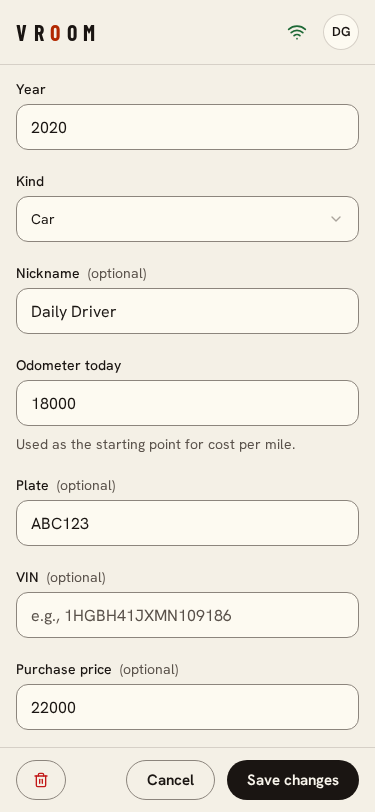 VROOM
DG
Year
2020
Kind
Car
Nickname (optional)
Daily Driver
Odometer today
18000
Used as the starting point for cost per mile.
Plate (optional)
ABC123
VIN (optional)
e.g., 1HGBH41JXMN109186
Purchase price (optional)
22000
Cancel
Save changes